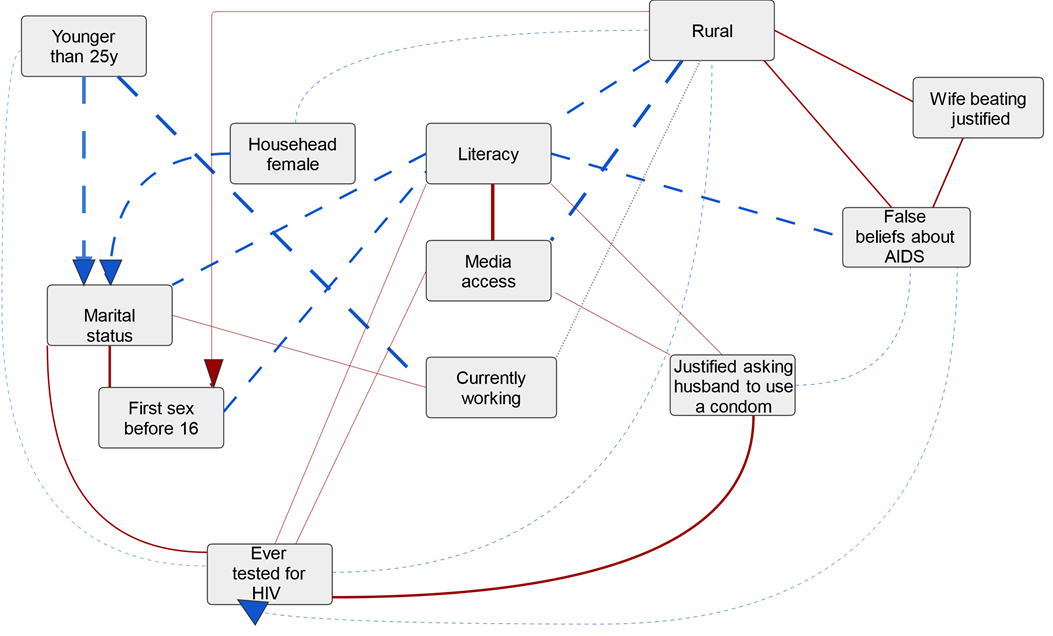 Younger
than 25y
Rural
Wife beating
justified
Househead
female
Literacy
False
beliefs about
AIDS
Media
access
Marital
status
Justified asking
husband to use
a condom
Currently
working
First sex
before 16
Ever
tested for
HIV